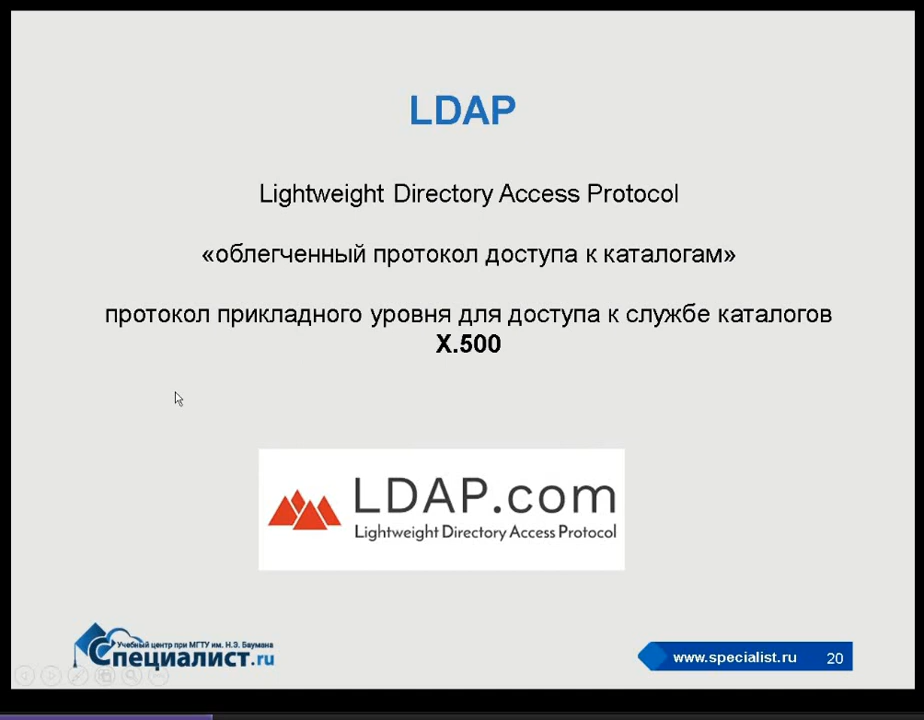 LDAP
Lightweight Directory Access Protocol
«облегченный протокол доступа к каталогам»
протокол прикладного уровня для доступа к службе каталогов
X.500
LDAP.com
Lightweight Directory Access Protocol
Учебный центр при МГТУ им. Н.Э. Баумана
Специалист.ru
www.specialist.ru 20